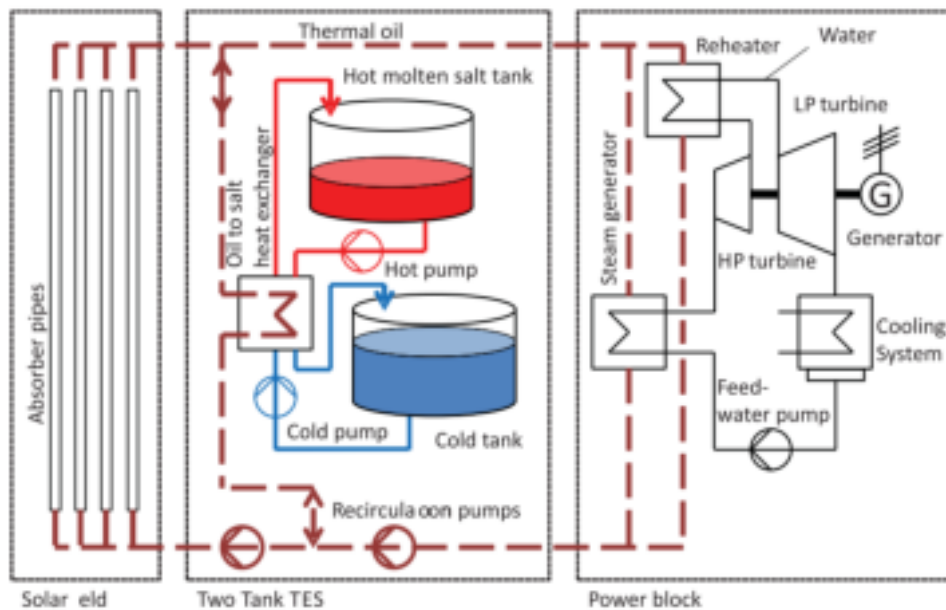 Thermal oil
Hot molten salt tank
Oil to salt
heat exchanger
Hot pump
Cold pump
Cold tank
Recircula oon pumps
Absorber pipes
Reheater
Water
LP turbine
G
Generator
HP turbine
Steam generator
Cooling
System
Feed-
water pump
Solar eld
Two Tank TES
Power block